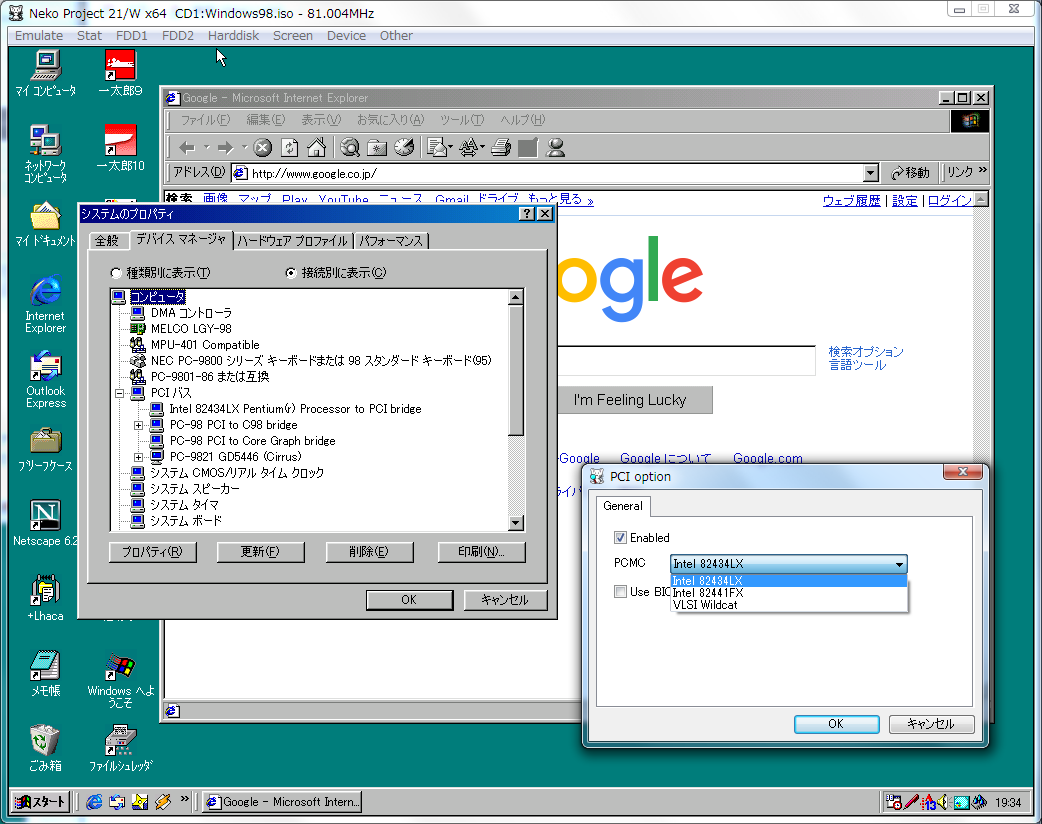 Neko Project 21/W x64 CD1:Windows98.iso - 81.004MHz
Emulate Stat FDD1 FDD2 Harddisk Screen Device Other
マイ コンピュータ
一太郎9
ネットワーク
コンピュータ
一太郎10
マイ ドキュメント
Internet
Explorer
Outlook
Express
ブリーフケース
Netscape 6.2
+Lhaca
メモ帳
Windows へよ
うこそ
ごみ箱
ファイルシュレッダ
Google - Microsoft Internet Explorer
ファイル(F) 編集(E) 表示(V) お気に入り(A) ツール(T) ヘルプ(H)
アドレス(D) http://www.google.co.jp/ 移動 リンク »
検索 画像 マップ Play YouTube ニュース Gmail ドライブ もっと見る »
ウェブ履歴 | 設定 | ログイン
ogle
検索オプション
言語ツール
I'm Feeling Lucky
Google Google について Google.com
システムのプロパティ
全般 デバイス マネージャ ハードウェア プロファイル パフォーマンス
種類別に表示(T) 接続別に表示(C)
コンピュータ
DMA コントローラ
MELCO LGY-98
MPU-401 Compatible
NEC PC-9800 シリーズ キーボードまたは 98 スタンダード キーボード(95)
PC-9801-86 または互換
PCI バス
Intel 82434LX Pentium(r) Processor to PCI bridge
PC-98 PCI to C98 bridge
PC-98 PCI to Core Graph bridge
PC-9821 GD5446 (Cirrus)
システム CMOS/リアル タイム クロック
システム スピーカー
システム タイマ
システム ボード
プロパティ(R) 更新(F) 削除(E) 印刷(N)...
OK キャンセル
PCI option
General
Enabled
PCMC Intel 82434LX
Intel 82434LX
Use BIO Intel 82441FX
VLSI Wildcat
OK キャンセル
スタート » Google - Microsoft Intern... 13 19:34